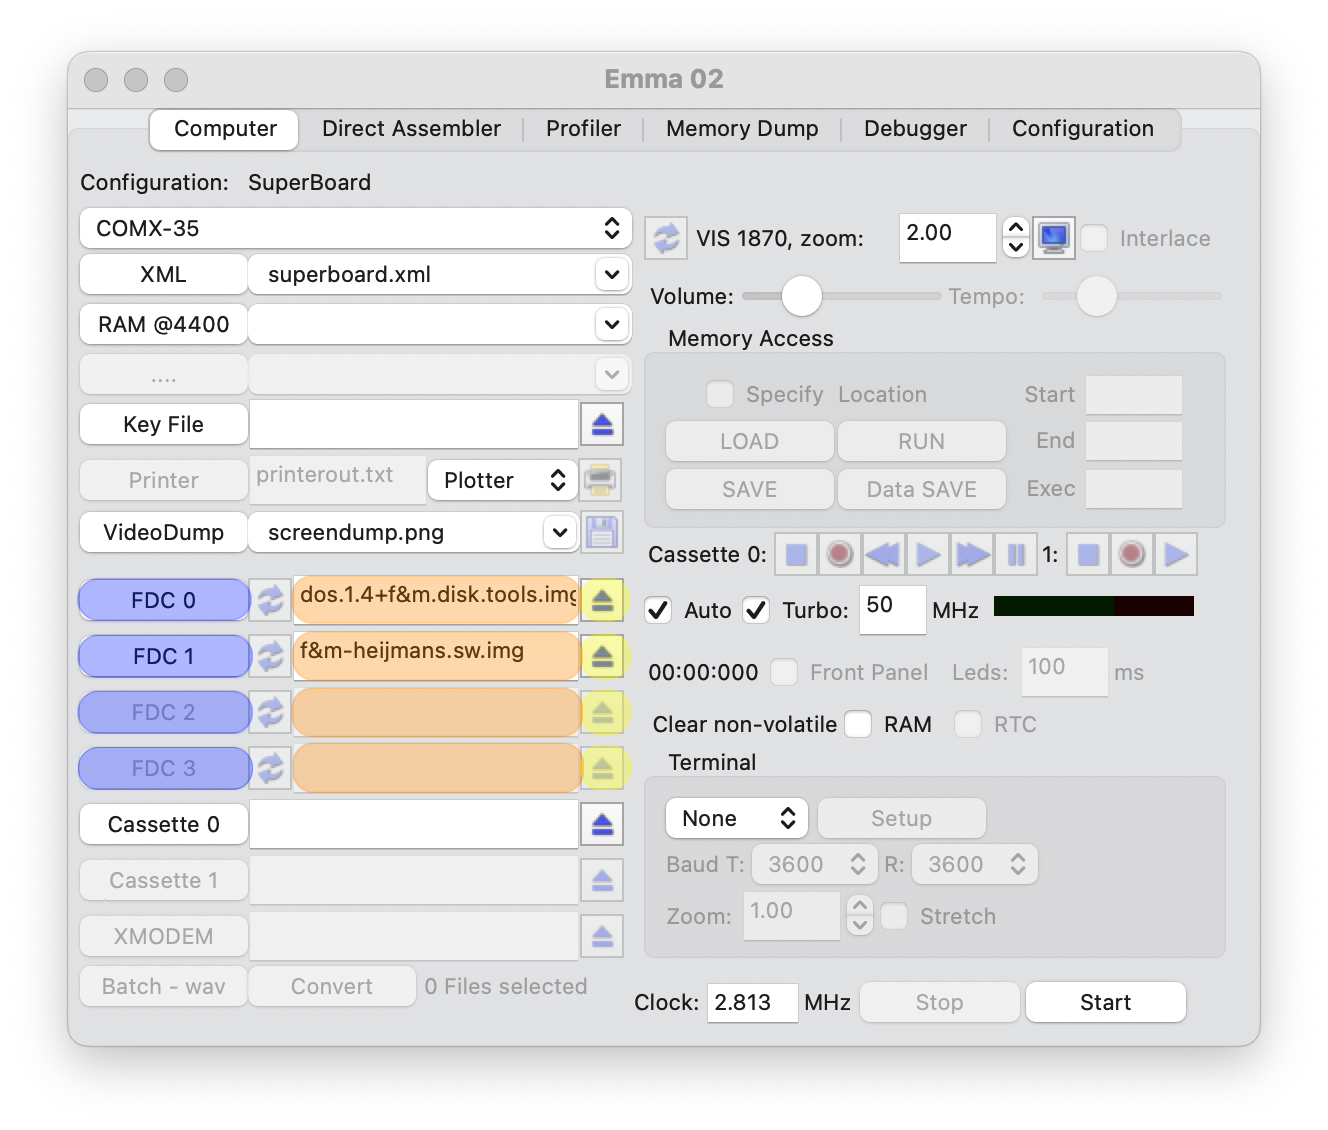 Emma 02
Computer Direct Assembler Profiler Memory Dump Debugger Configuration
Configuration: SuperBoard
COMX-35
XML superboard.xml
RAM @4400
....
Key File
Printer printerout.txt Plotter
VideoDump screendump.png
FDC 0 dos.1.4+f&m.disk.tools.img
FDC 1 f&m-heijmans.sw.img
FDC 2
FDC 3
Cassette 0
Cassette 1
XMODEM
Batch - wav Convert 0 Files selected
VIS 1870, zoom: 2.00 Interlace
Volume: Tempo:
Memory Access
Specify Location Start
LOAD RUN End
SAVE Data SAVE Exec
Cassette 0: 1:
Auto Turbo: 50 MHz
00:00:000 Front Panel Leds: 100 ms
Clear non-volatile RAM RTC
Terminal
None Setup
Baud T: 3600 R: 3600
Zoom: 1.00 Stretch
Clock: 2.813 MHz Stop Start